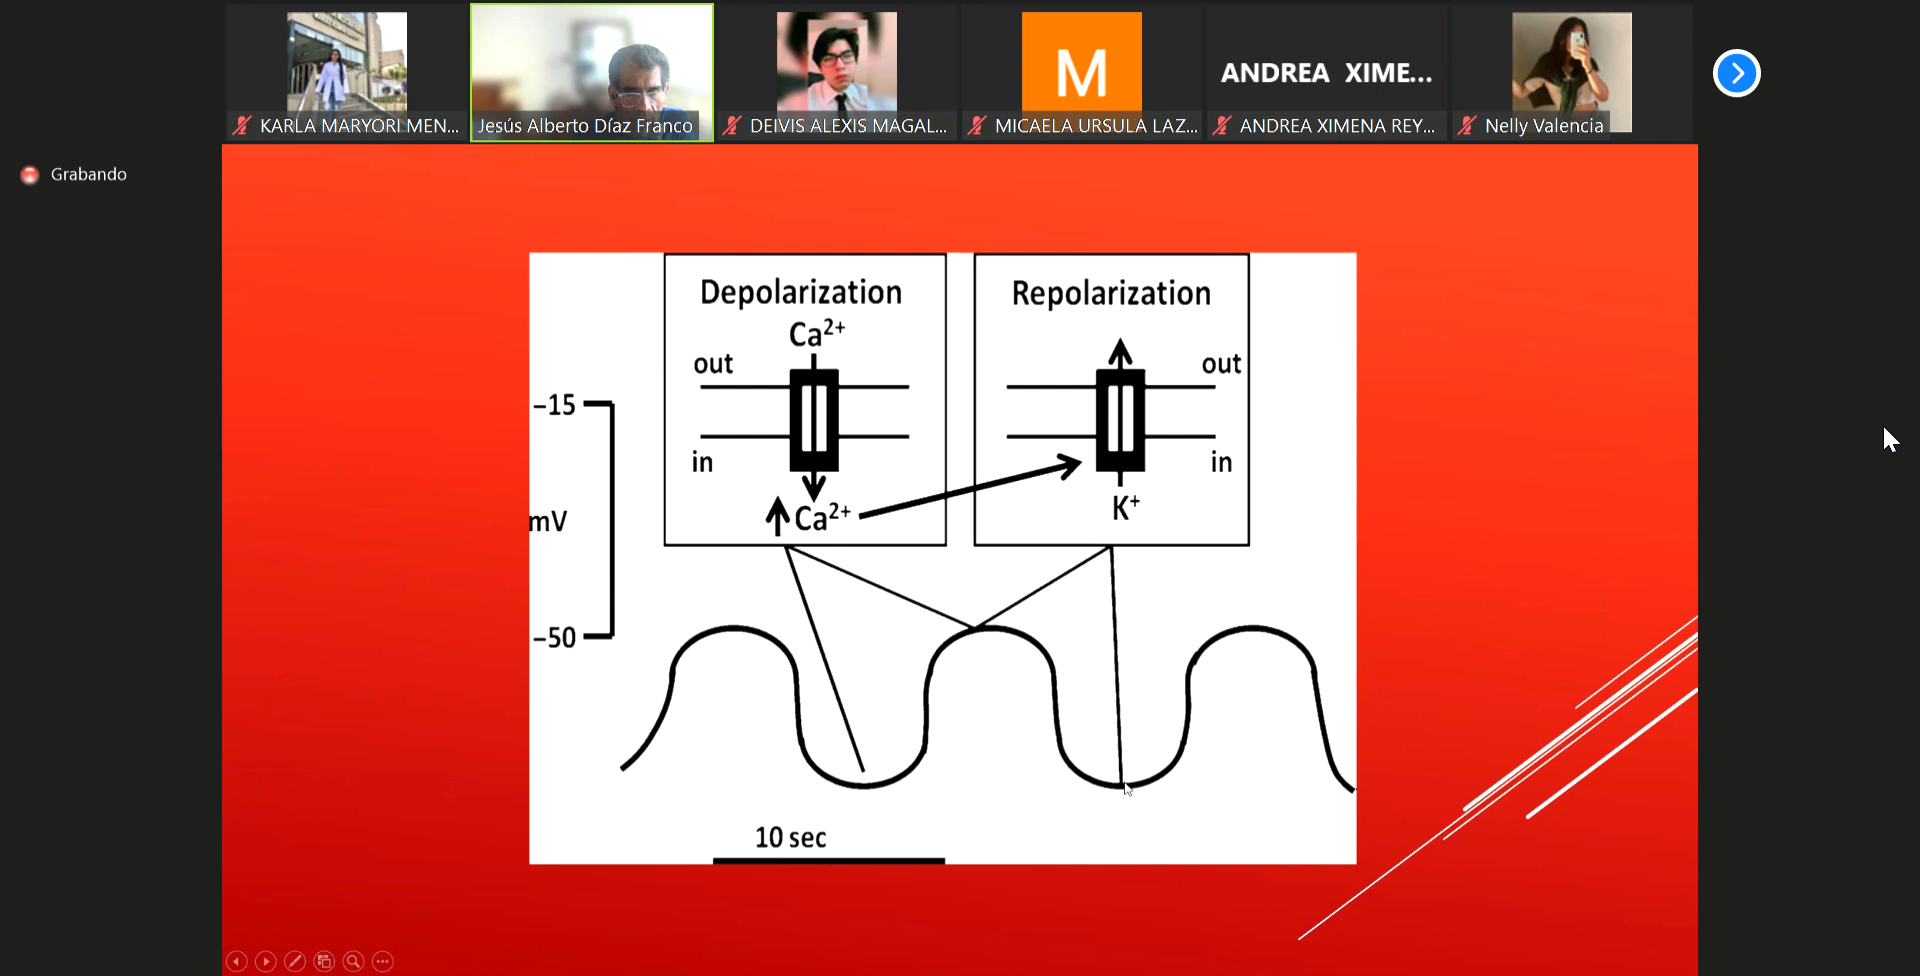 M
ANDREA XIME...
KARLA MARYORI MEN...
Jesús Alberto Díaz Franco
DEIVIS ALEXIS MAGAL...
MICAELA URSULA LAZ...
ANDREA XIMENA REY...
Nelly Valencia
Grabando
Depolarization
Ca²⁺
out
in
Ca²⁺
Repolarization
out
in
K⁺
–15
mV
–50
10 sec